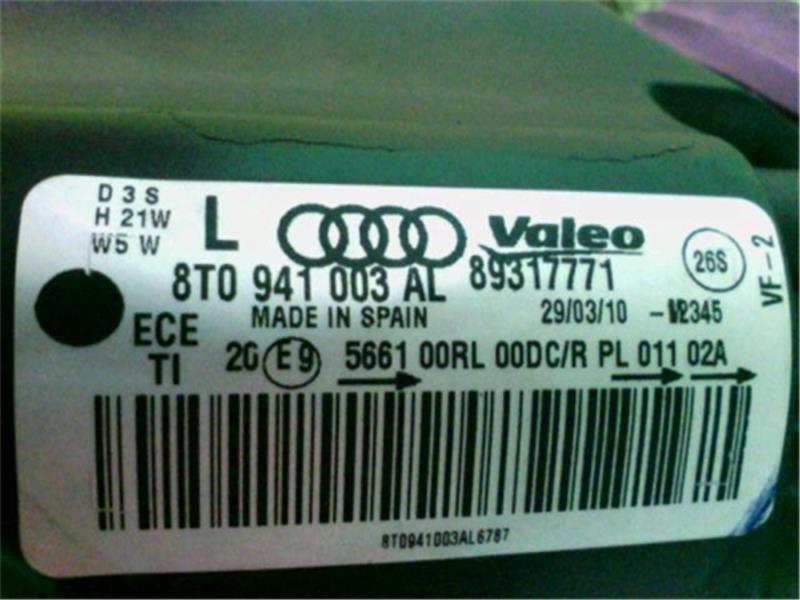 D3S
H21W
W5W
L
Valeo
8T0 941 003 AL 89317771
26S
VF-2
MADE IN SPAIN 29/03/10
ECE
TI
20 E9 5661 00RL 00DC/R PL 011 02A
8T0941003AL6787